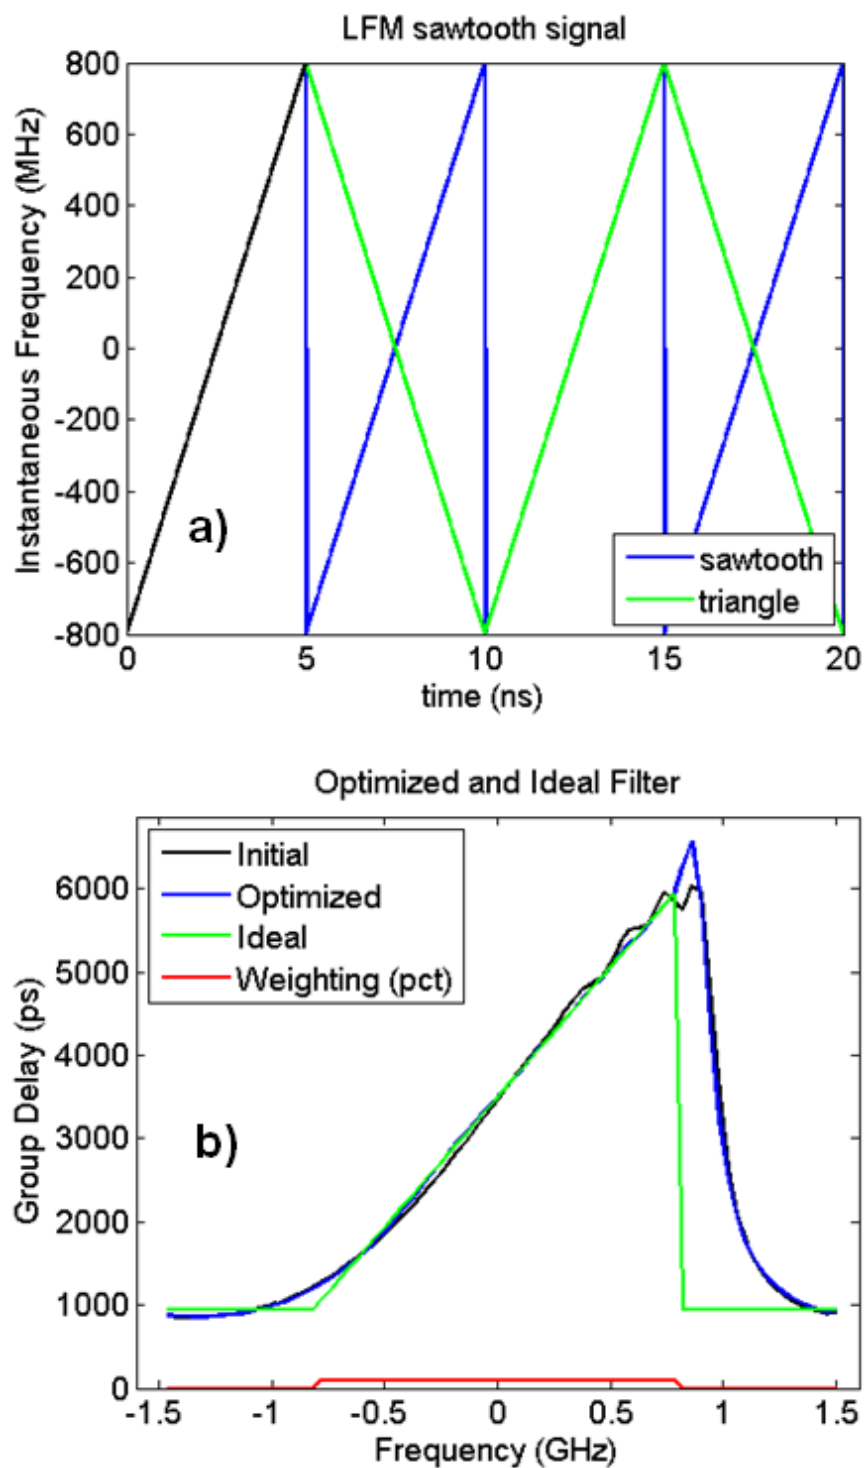 LFM sawtooth signal
Instantaneous Frequency (MHz)
800
600
400
200
0
-200
-400
-600
-800
a)
sawtooth
triangle
0 5 10 15 20
time (ns)
Optimized and Ideal Filter
Group Delay (ps)
Initial
Optimized
Ideal
Weighting (pct)
6000
5000
4000
3000
2000
1000
0
b)
-1.5 -1 -0.5 0 0.5 1 1.5
Frequency (GHz)